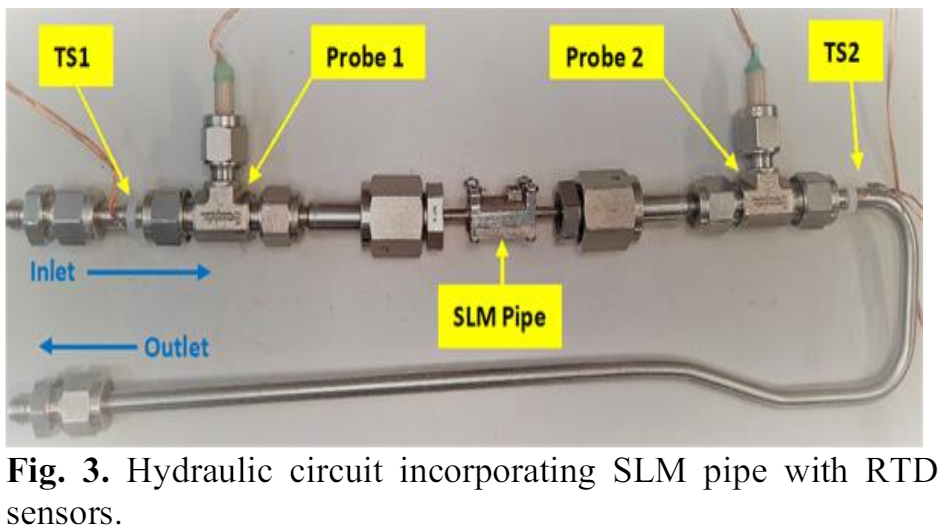 TS1
Probe 1
Probe 2
TS2
Inlet
SLM Pipe
Outlet
Fig. 3. Hydraulic circuit incorporating SLM pipe with RTD
sensors.